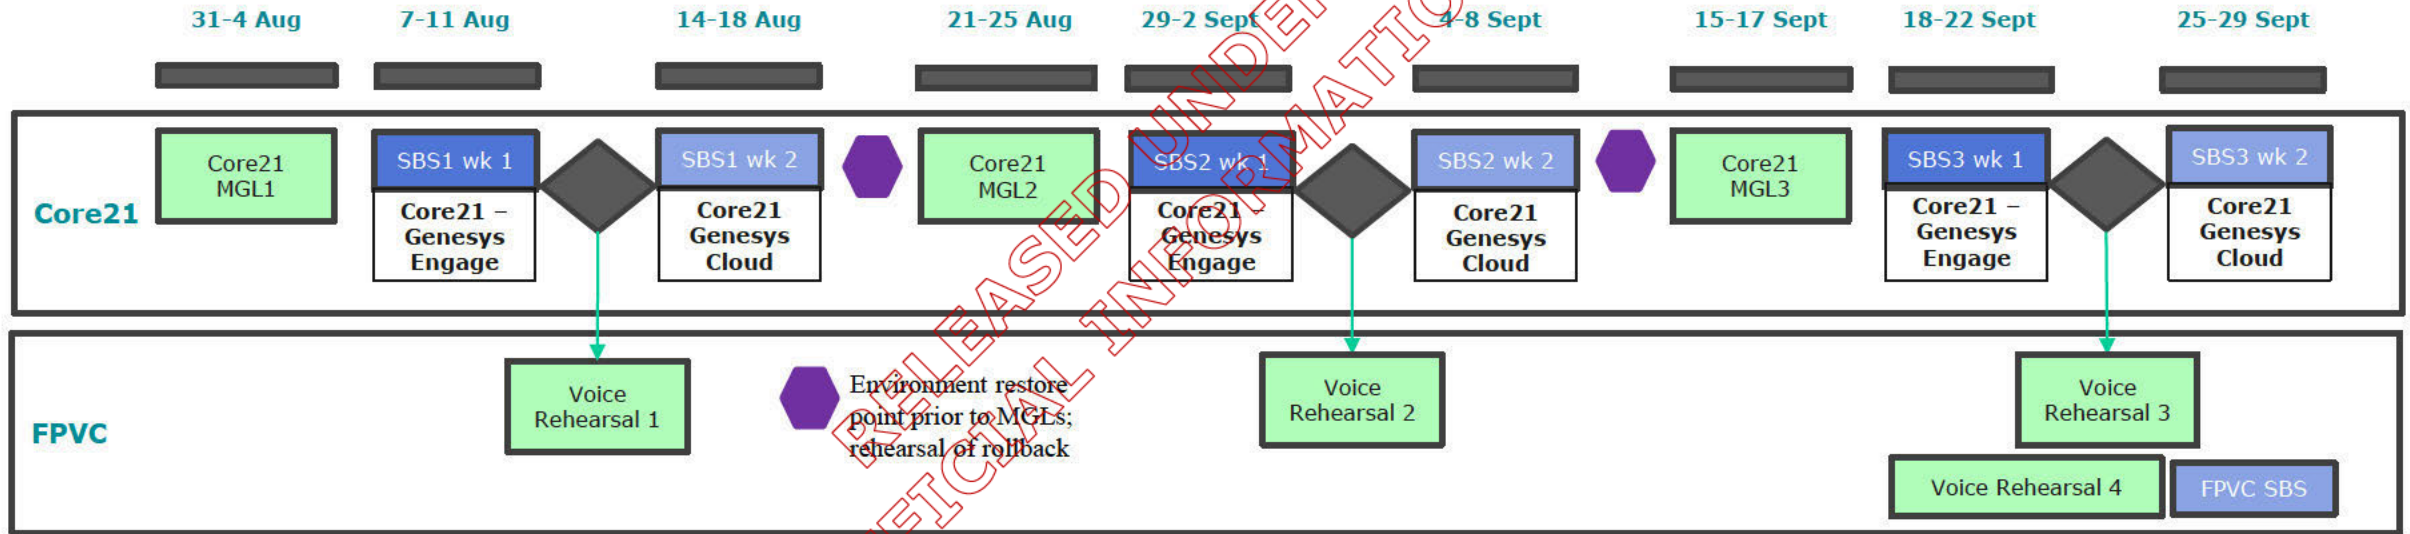 31-4 Aug
7-11 Aug
14-18 Aug
21-25 Aug
29-2 Sept
4-8 Sept
15-17 Sept
18-22 Sept
25-29 Sept
Core21
Core21
MGL1
SBS1 wk 1
Core21 –
Genesys
Engage
SBS1 wk 2
Core21
Genesys
Cloud
Core21
MGL2
SBS2 wk 1
Core21 –
Genesys
Engage
SBS2 wk 2
Core21
Genesys
Cloud
Core21
MGL3
SBS3 wk 1
Core21 –
Genesys
Engage
SBS3 wk 2
Core21
Genesys
Cloud
FPVC
Voice
Rehearsal 1
Environment restore
point prior to MGLs;
rehearsal of rollback
Voice
Rehearsal 2
Voice
Rehearsal 3
Voice Rehearsal 4
FPVC SBS
RELEASED
INFORMATIO